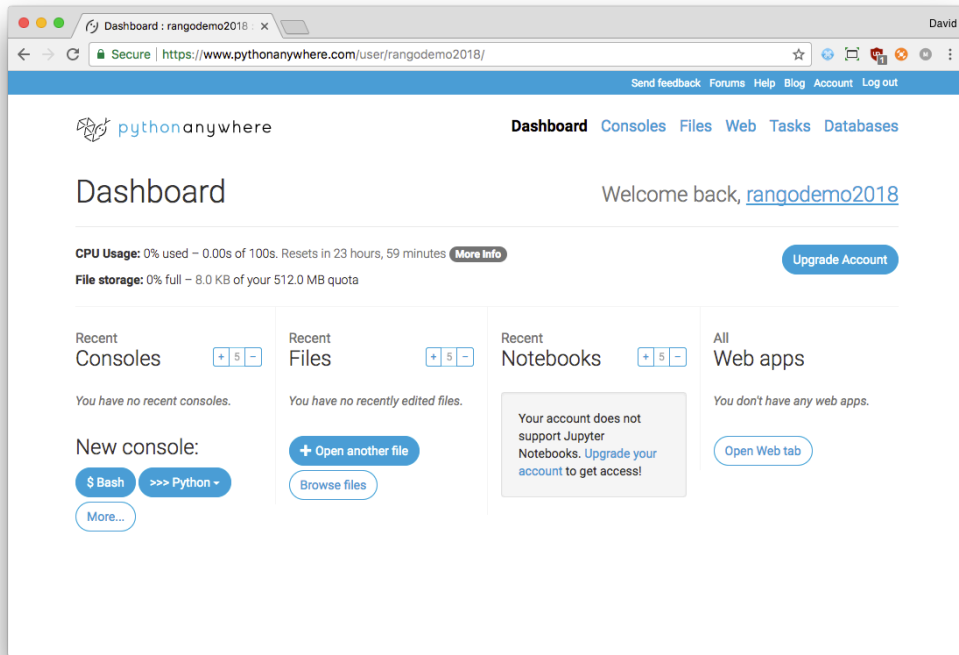 Dashboard : rangodemo2018 :
David
Secure | https://www.pythonanywhere.com/user/rangodemo2018/
1
Send feedback Forums Help Blog Account Log out
pythonanywhere
Dashboard Consoles Files Web Tasks Databases
Dashboard
Welcome back, rangodemo2018
CPU Usage: 0% used – 0.00s of 100s. Resets in 23 hours, 59 minutes More Info
File storage: 0% full – 8.0 KB of your 512.0 MB quota
Upgrade Account
Recent
Consoles
+ 5 −
You have no recent consoles.
New console:
$ Bash
>>> Python
More...
Recent
Files
+ 5 −
You have no recently edited files.
+ Open another file
Browse files
Recent
Notebooks
+ 5 −
Your account does not
support Jupyter
Notebooks. Upgrade your
account to get access!
All
Web apps
You don't have any web apps.
Open Web tab